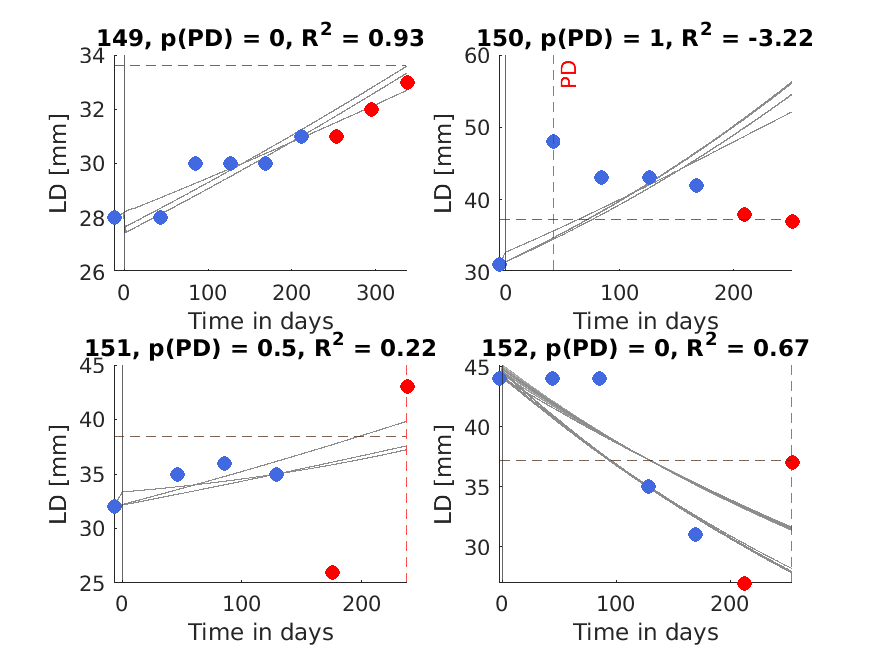 149, p(PD) = 0, R² = 0.93
34
32
30
28
26
LD [mm]
0 100 200 300
Time in days
150, p(PD) = 1, R² = -3.22
60
50
40
30
LD [mm]
PD
0 100 200
Time in days
151, p(PD) = 0.5, R² = 0.22
45
40
35
30
25
LD [mm]
0 100 200
Time in days
152, p(PD) = 0, R² = 0.67
45
40
35
30
LD [mm]
0 100 200
Time in days